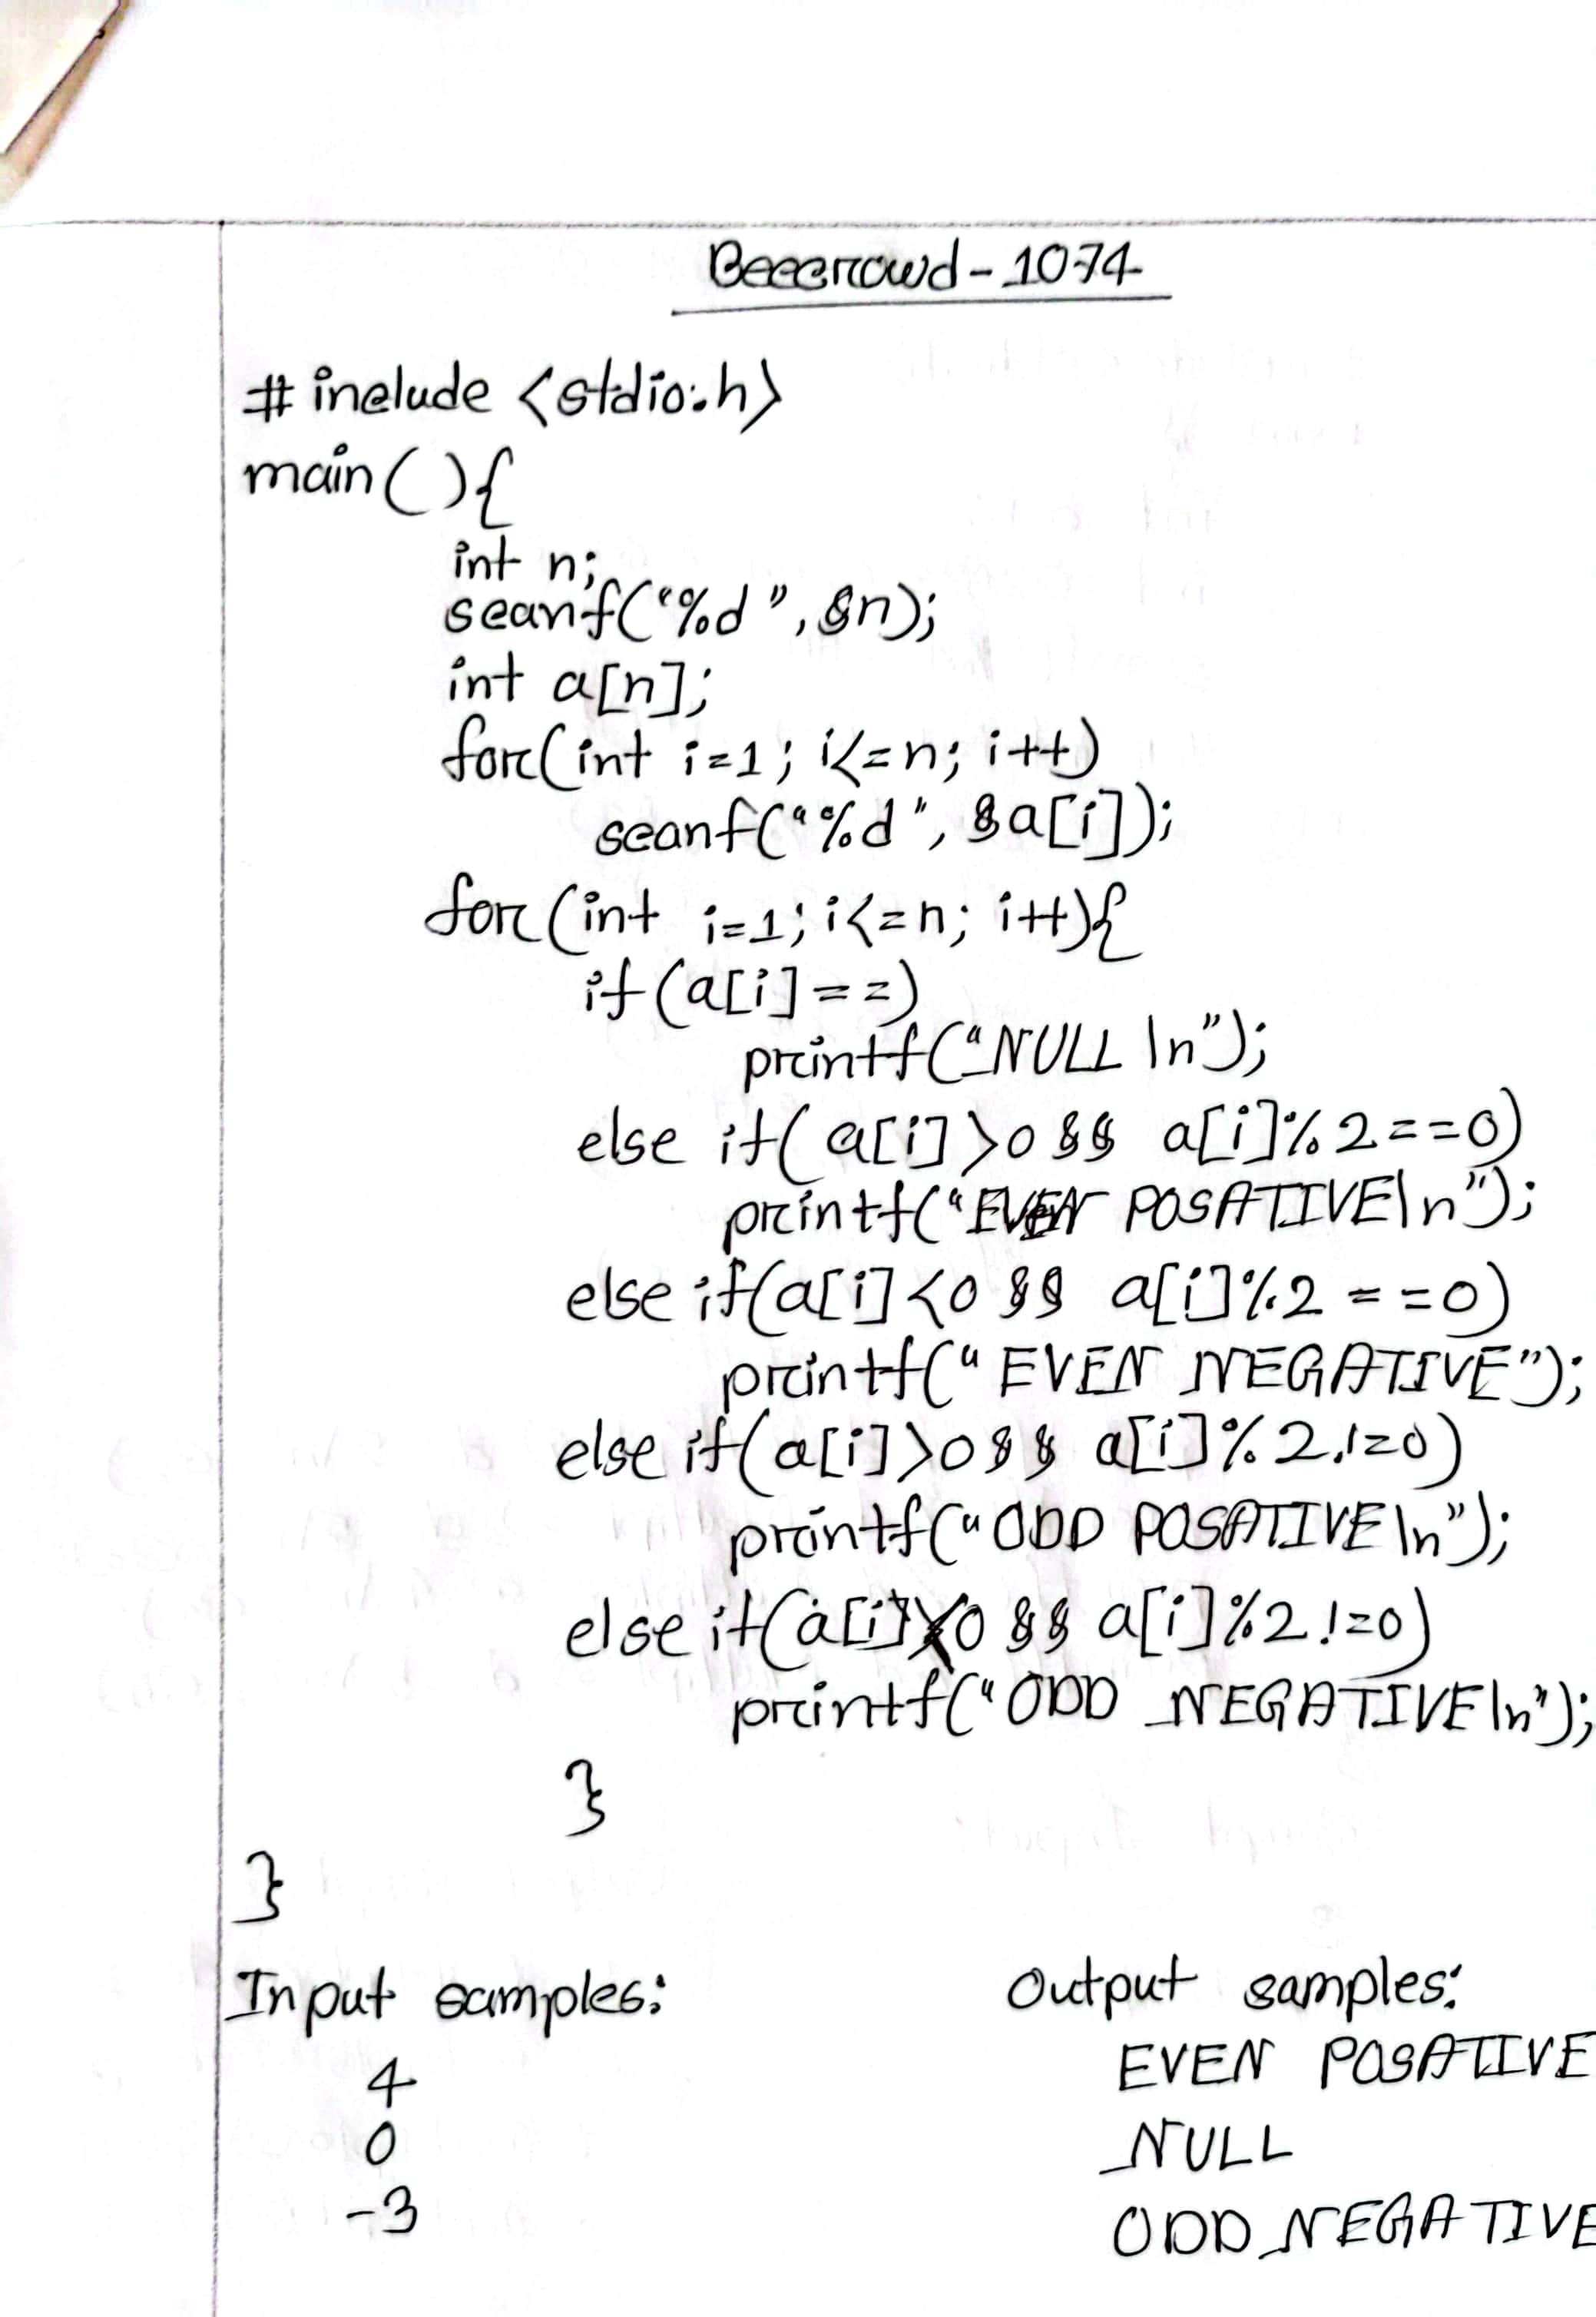 Beecrowd-1074
#include <stdio.h>
main(){
int n;
scanf("%d", &n);
int a[n];
for(int i=1; i<=n; i++)
scanf("%d", &a[i]);
for(int i=1; i<=n; i++){
if(a[i]==)
printf("NULL \n");
else if(a[i]>0 && a[i]%2==0)
printf("EVEN POSATIVE\n");
else if(a[i]<0 && a[i]%2==0)
printf("EVEN NEGATIVE");
else if(a[i]>0 && a[i]%2!=0)
printf("ODD POSATIVE\n");
else if(a[i]<0 && a[i]%2!=0)
printf("ODD NEGATIVE\n");
}
}
Input samples: Output samples:
4 EVEN POSATIVE
0 NULL
-3 ODD NEGATIVE